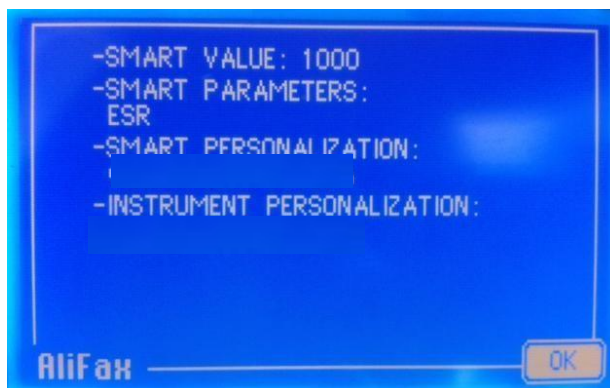 -SMART VALUE: 1000
-SMART PARAMETERS:
ESR
-SMART PERSONALIZATION:
-INSTRUMENT PERSONALIZATION:
AliFax
OK